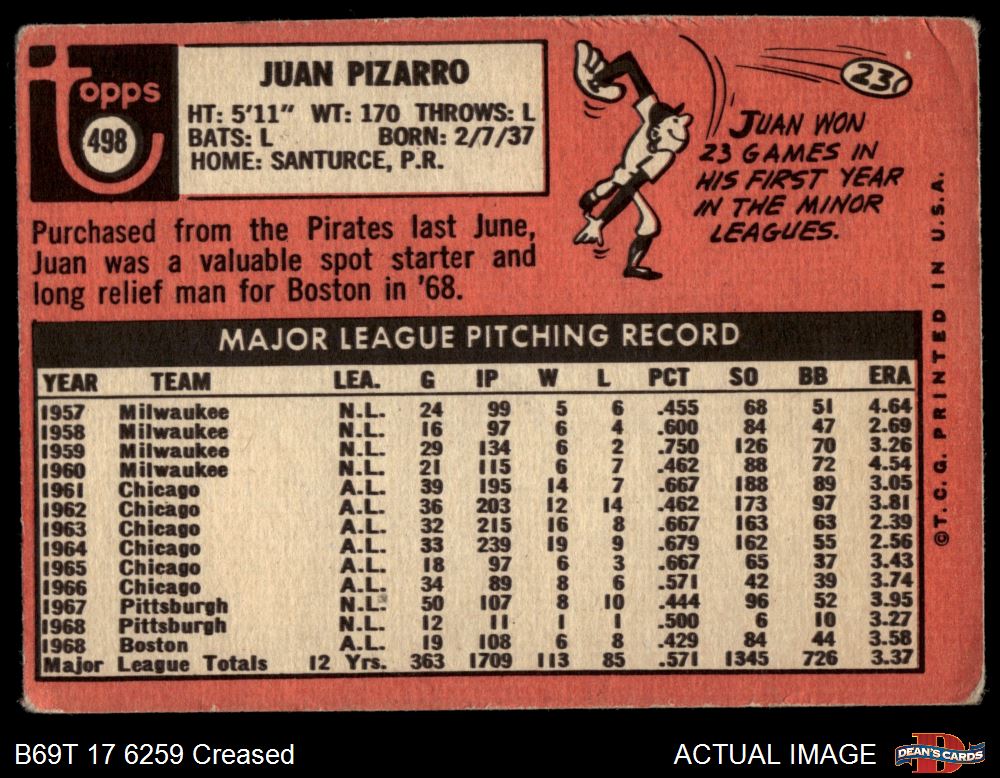 Topps
498
JUAN PIZARRO
HT: 5'11" WT: 170 THROWS: L
BATS: L BORN: 2/7/37
HOME: SANTURCE, P.R.
23
JUAN WON
23 GAMES IN
HIS FIRST YEAR
IN THE MINOR
LEAGUES.
Purchased from the Pirates last June,
Juan was a valuable spot starter and
long relief man for Boston in '68.
MAJOR LEAGUE PITCHING RECORD
YEAR TEAM LEA. G IP W L PCT SO BB ERA
1957 Milwaukee N.L. 24 99 5 6 .455 68 51 4.64
1958 Milwaukee N.L. 16 97 6 4 .600 84 47 2.69
1959 Milwaukee N.L. 29 134 6 2 .750 126 70 3.26
1960 Milwaukee N.L. 21 115 6 7 .462 88 72 4.54
1961 Chicago A.L. 39 195 14 7 .667 188 89 3.05
1962 Chicago A.L. 36 203 12 14 .462 173 97 3.81
1963 Chicago A.L. 32 215 16 8 .667 163 63 2.39
1964 Chicago A.L. 33 239 19 9 .679 162 55 2.56
1965 Chicago A.L. 18 97 6 3 .667 65 37 3.43
1966 Chicago A.L. 34 89 8 6 .571 42 39 3.74
1967 Pittsburgh N.L. 50 107 8 10 .444 96 52 3.95
1968 Pittsburgh N.L. 12 11 1 1 .500 6 10 3.27
1968 Boston A.L. 19 108 6 8 .429 84 44 3.58
Major League Totals 12 Yrs. 363 1709 113 85 .571 1345 726 3.37
©T.C.G. PRINTED IN U.S.A.
B69T 17 6259 Creased
ACTUAL IMAGE
DEAN'S CARDS